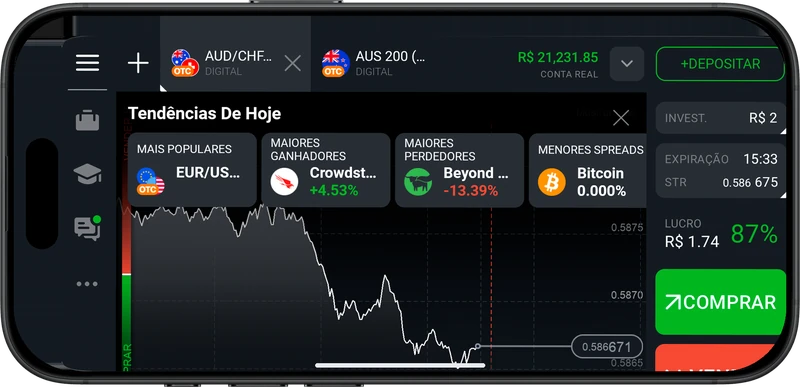 AUD/CHF...
OTC
DIGITAL
AUS 200 (...
OTC
DIGITAL
R$ 21,231.85
CONTA REAL
+DEPOSITAR
Tendências De Hoje
MAIS POPULARES
EUR/US...
OTC
MAIORES
GANHADORES
Crowdst...
+4.53%
MAIORES
PERDEDORES
Beyond ...
-13.39%
MENORES SPREADS
Bitcoin
0.000%
INVEST.
R$ 2
EXPIRAÇÃO
15:33
STR
0.586 675
LUCRO
R$ 1.74
87%
COMPRAR
0.5875
0.5870
0.586671
0.5865
PRAR